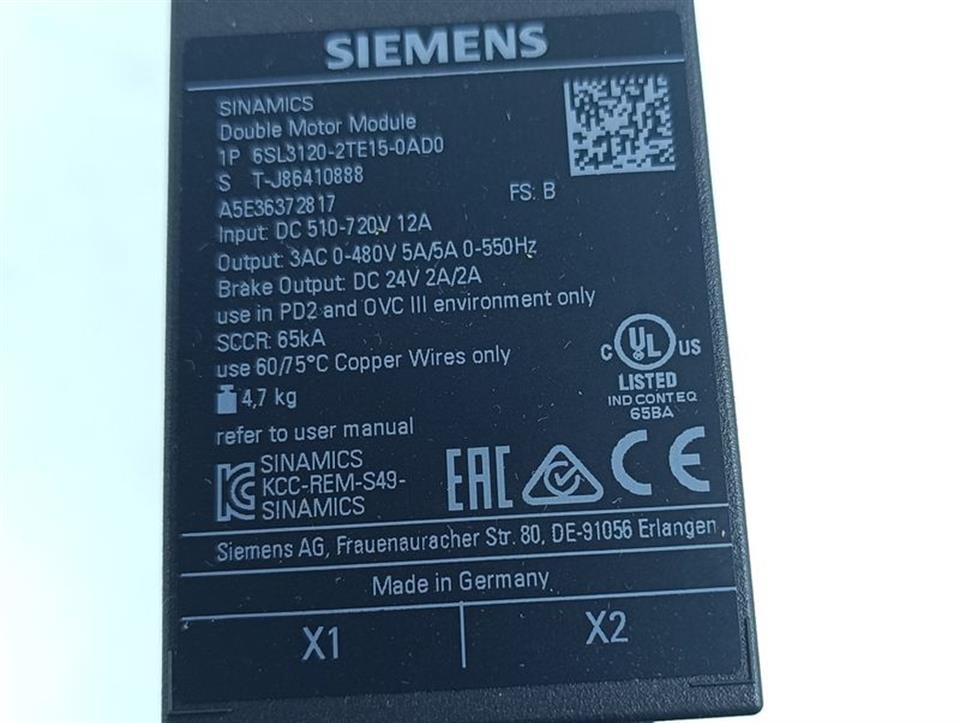 SIEMENS
SINAMICS
Double Motor Module
1P 6SL3120-2TE15-0AD0
S T-J86410888
A5E36372817
FS: B
Input: DC 510-720V 12A
Output: 3AC 0-480V 5A/5A 0-550Hz
Brake Output: DC 24V 2A/2A
use in PD2 and OVC III environment only
SCCR: 65kA
use 60/75°C Copper Wires only
4,7 kg
C UL US
LISTED
IND CONT EQ
65BA
refer to user manual
KC SINAMICS
KCC-REM-S49-
SINAMICS
EAC CE
Siemens AG, Frauenauracher Str. 80, DE-91056 Erlangen
Made in Germany
X1 X2